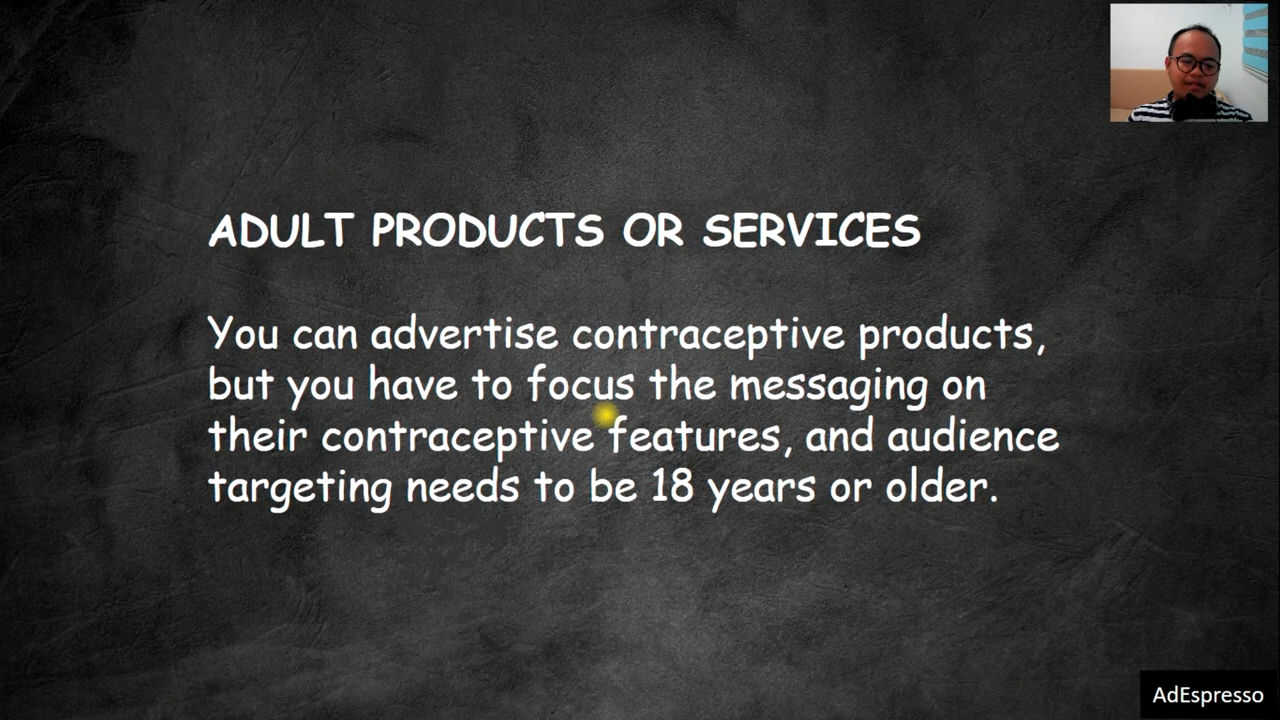 ADULT PRODUCTS OR SERVICES
You can advertise contraceptive products,
but you have to focus the messaging on
their contraceptive features, and audience
targeting needs to be 18 years or older.
AdEspresso